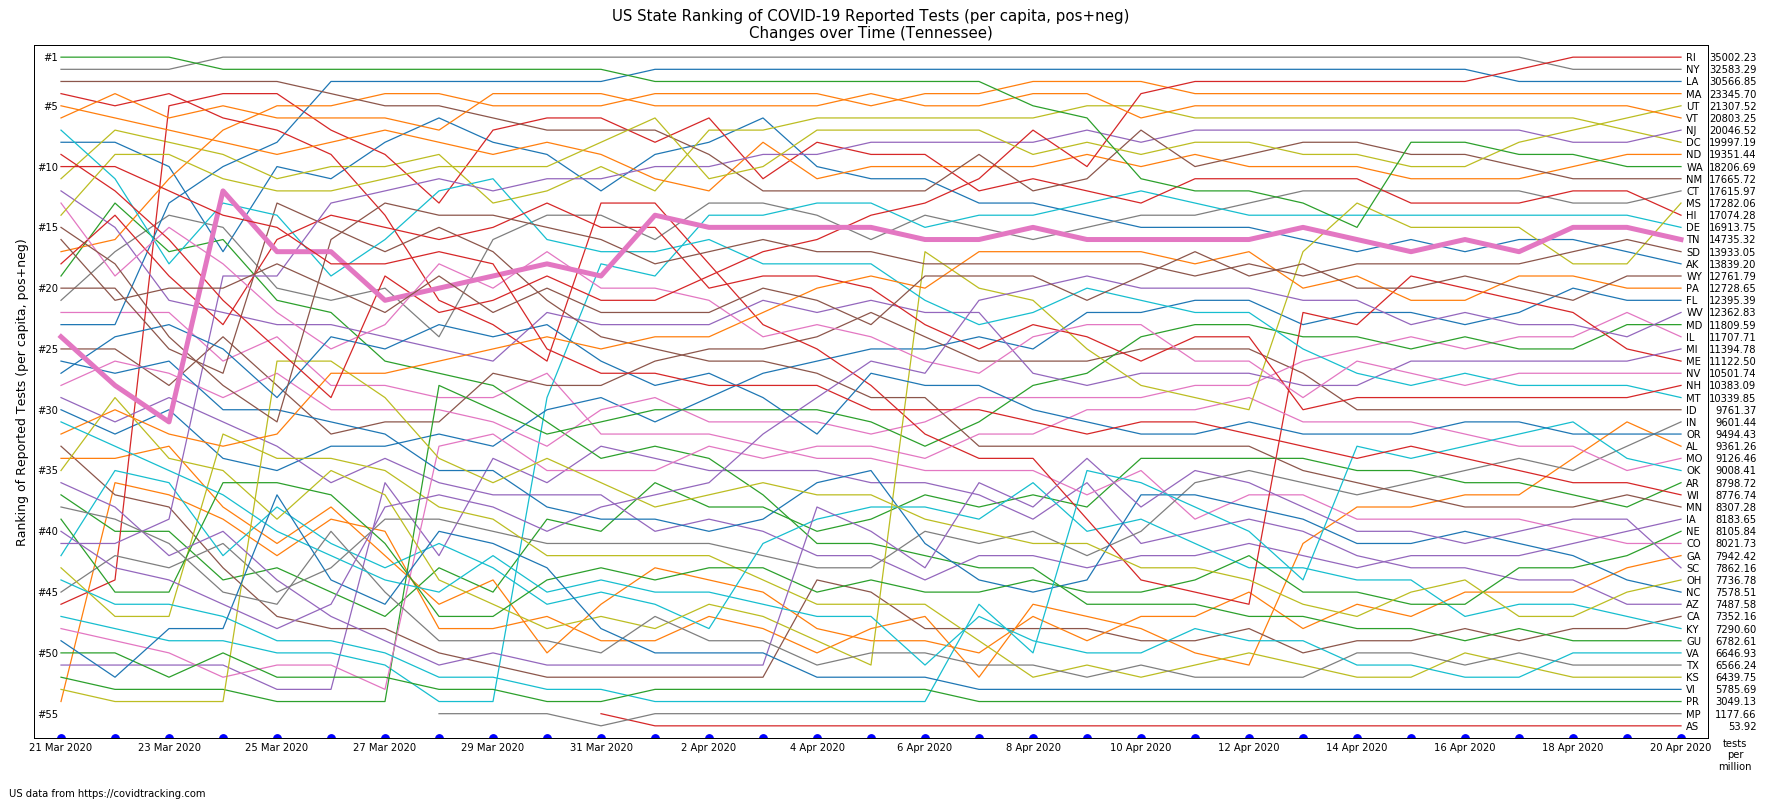 US State Ranking of COVID-19 Reported Tests (per capita, pos+neg)
Changes over Time (Tennessee)
Ranking of Reported Tests (per capita, pos+neg)
#1
#5
#10
#15
#20
#25
#30
#35
#40
#45
#50
#55
RI 35002.23
NY 32583.29
LA 30566.85
MA 23345.70
UT 21307.52
VT 20803.25
NJ 20046.52
DC 19997.19
ND 19351.44
WA 18206.69
NM 17665.72
CT 17615.97
MS 17282.06
HI 17074.28
DE 16913.75
TN 14735.32
SD 13933.05
AK 13839.20
WY 12761.79
PA 12728.65
FL 12395.39
WV 12362.83
MD 11809.59
IL 11707.71
MI 11394.78
ME 11122.50
NV 10501.74
NH 10383.09
MT 10339.85
ID 9761.37
IN 9601.44
OR 9494.43
AL 9361.26
MO 9126.46
OK 9008.41
AR 8798.72
WI 8776.74
MN 8307.28
IA 8183.65
NE 8105.84
CO 8021.73
GA 7942.42
SC 7862.16
OH 7736.78
NC 7578.51
AZ 7487.58
CA 7352.16
KY 7290.60
GU 6782.61
VA 6646.93
TX 6566.24
KS 6439.75
VI 5785.69
PR 3049.13
MP 1177.66
AS 53.92
21 Mar 2020 23 Mar 2020 25 Mar 2020 27 Mar 2020 29 Mar 2020 31 Mar 2020 2 Apr 2020 4 Apr 2020 6 Apr 2020 8 Apr 2020 10 Apr 2020 12 Apr 2020 14 Apr 2020 16 Apr 2020 18 Apr 2020 20 Apr 2020
tests
per
million
US data from https://covidtracking.com